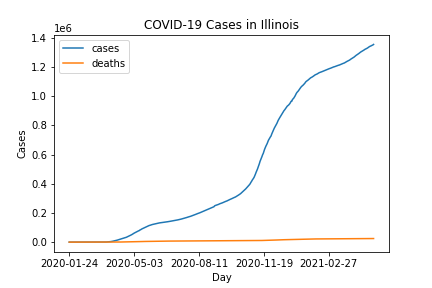 COVID-19 Cases in Illinois
1e6
1.4
1.2
1.0
0.8
0.6
0.4
0.2
0.0
Cases
cases
deaths
2020-01-24 2020-05-03 2020-08-11 2020-11-19 2021-02-27
Day